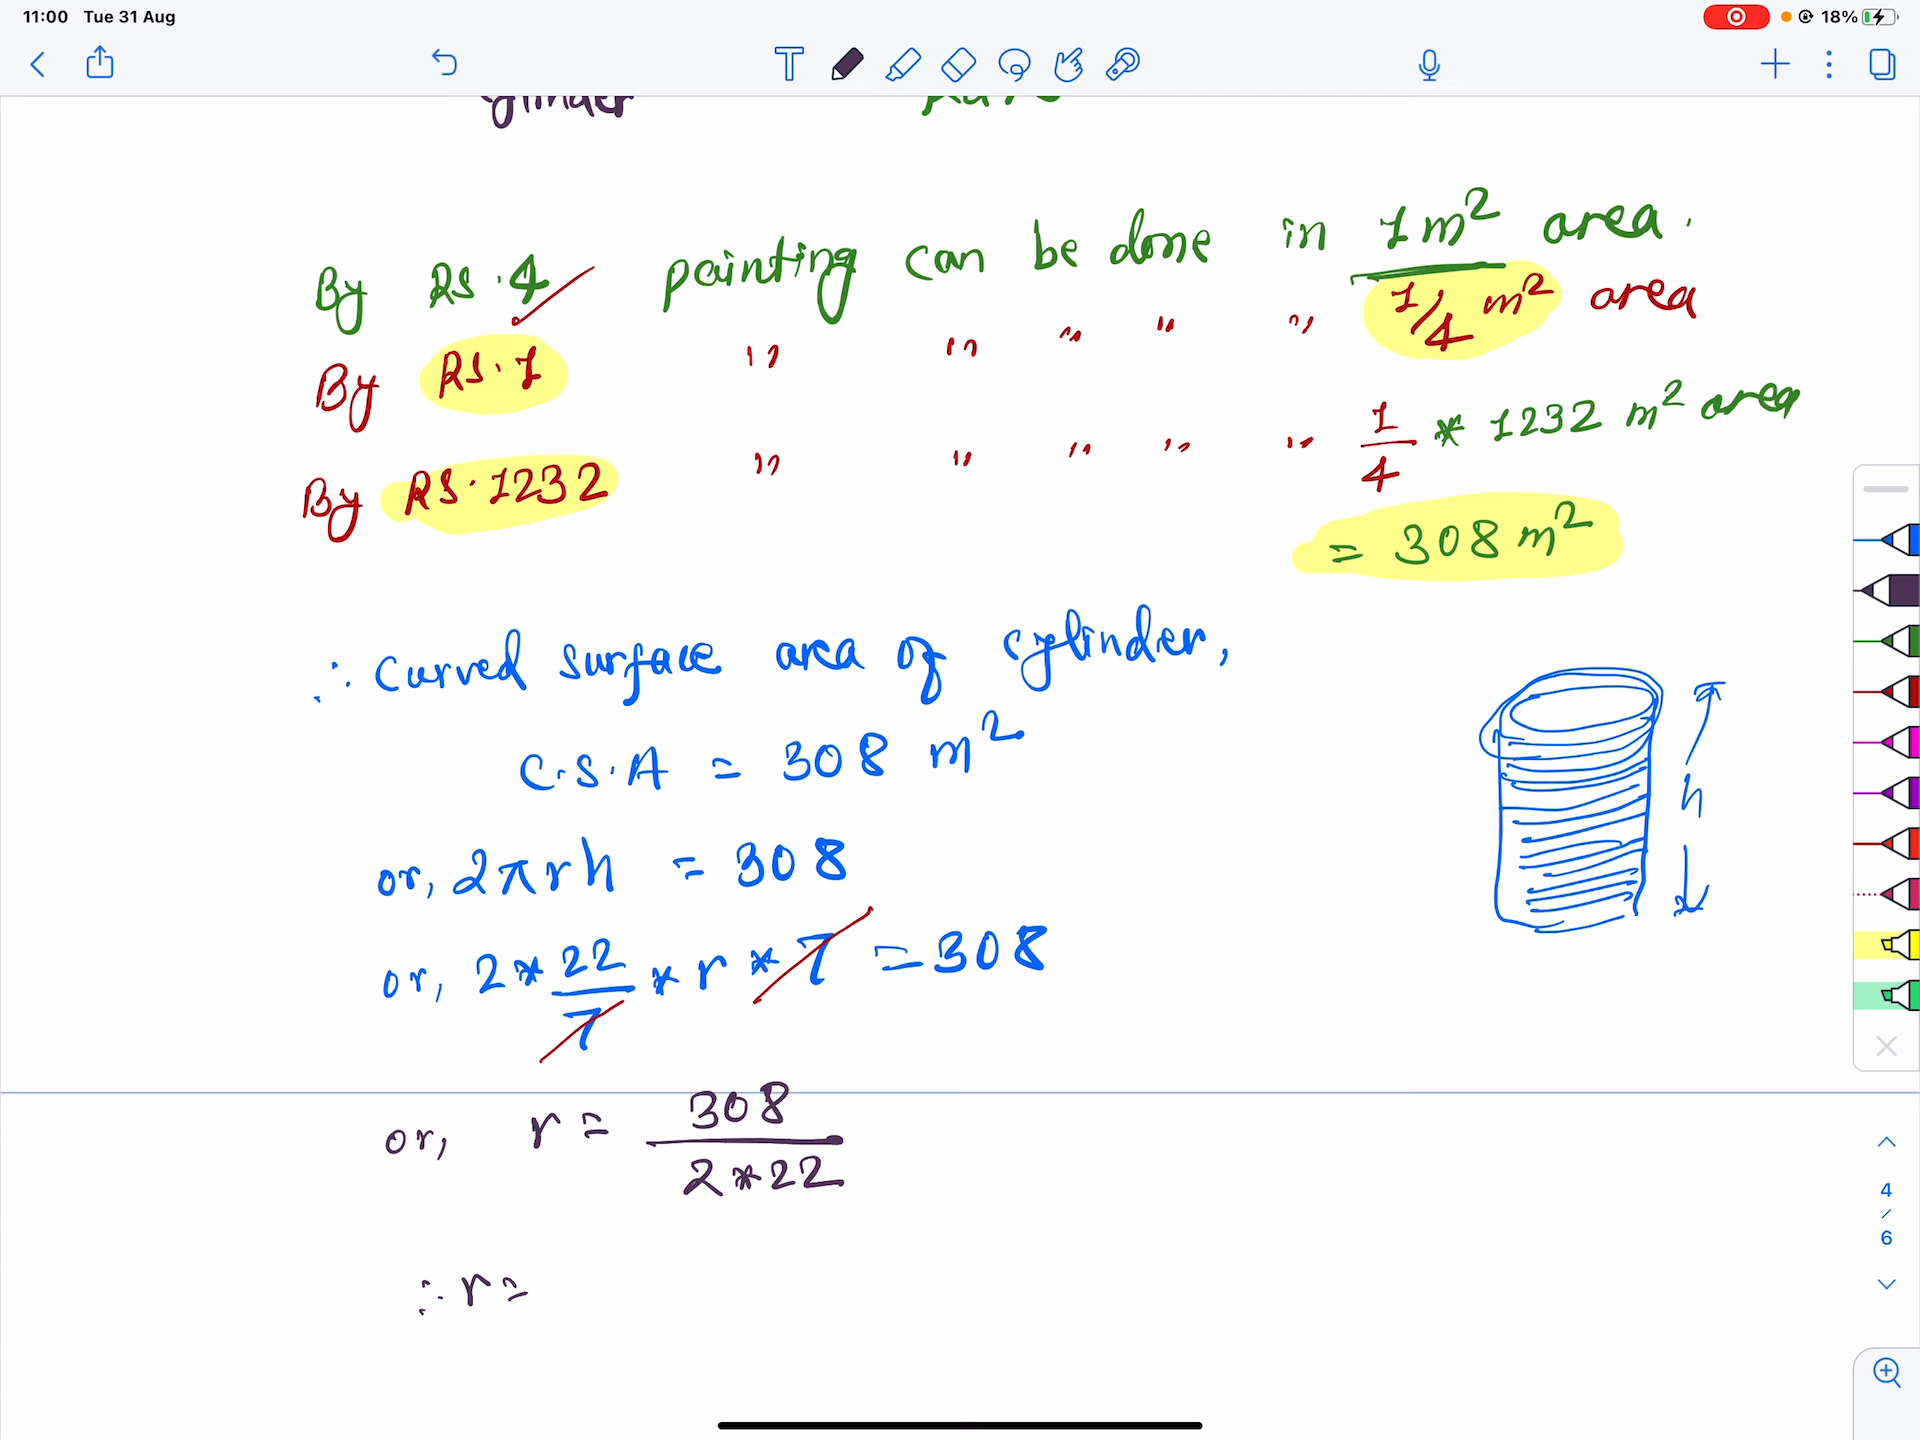 11:00 Tue 31 Aug 18%
T
By RS.4 painting can be done in 1m² area.
By RS.1 " " " " " 1/4 m² area
By RS.1232 " " " " " 1/4 * 1232 m² area
= 308 m²
∴ Curved surface area of cylinder,
C.S.A = 308 m²
h
or, 2πrh = 308
or, 2 * 22/7 * r * 7 = 308
or, r = 308/2*22
∴ r =
4
/
6